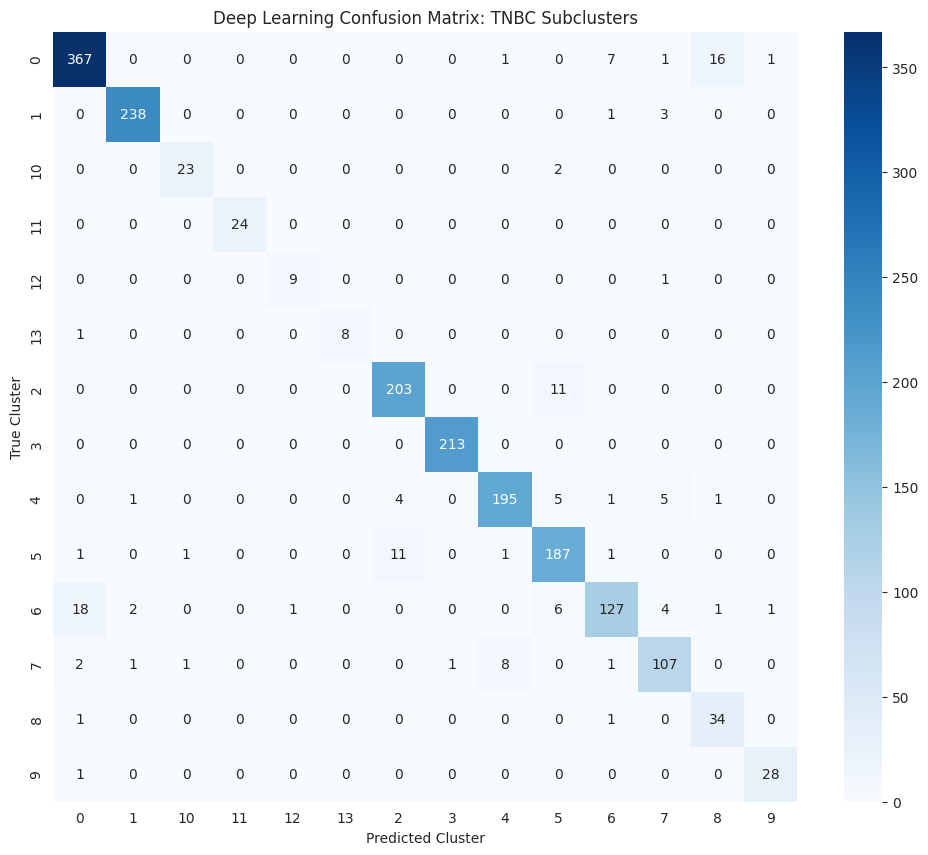 Deep Learning Confusion Matrix: TNBC Subclusters
0 367 0 0 0 0 0 0 0 1 0 7 1 16 1
1 0 238 0 0 0 0 0 0 0 0 1 3 0 0
10 0 0 23 0 0 0 0 0 0 2 0 0 0 0
11 0 0 0 24 0 0 0 0 0 0 0 0 0 0
12 0 0 0 0 9 0 0 0 0 0 0 1 0 0
13 1 0 0 0 0 8 0 0 0 0 0 0 0 0
2 0 0 0 0 0 0 203 0 0 11 0 0 0 0
3 0 0 0 0 0 0 0 213 0 0 0 0 0 0
4 0 1 0 0 0 0 4 0 195 5 1 5 1 0
5 1 0 1 0 0 0 11 0 1 187 1 0 0 0
6 18 2 0 0 1 0 0 0 0 6 127 4 1 1
7 2 1 1 0 0 0 0 1 8 0 1 107 0 0
8 1 0 0 0 0 0 0 0 0 0 1 0 34 0
9 1 0 0 0 0 0 0 0 0 0 0 0 0 28
0 1 10 11 12 13 2 3 4 5 6 7 8 9
Predicted Cluster
True Cluster
350
300
250
200
150
100
50
0